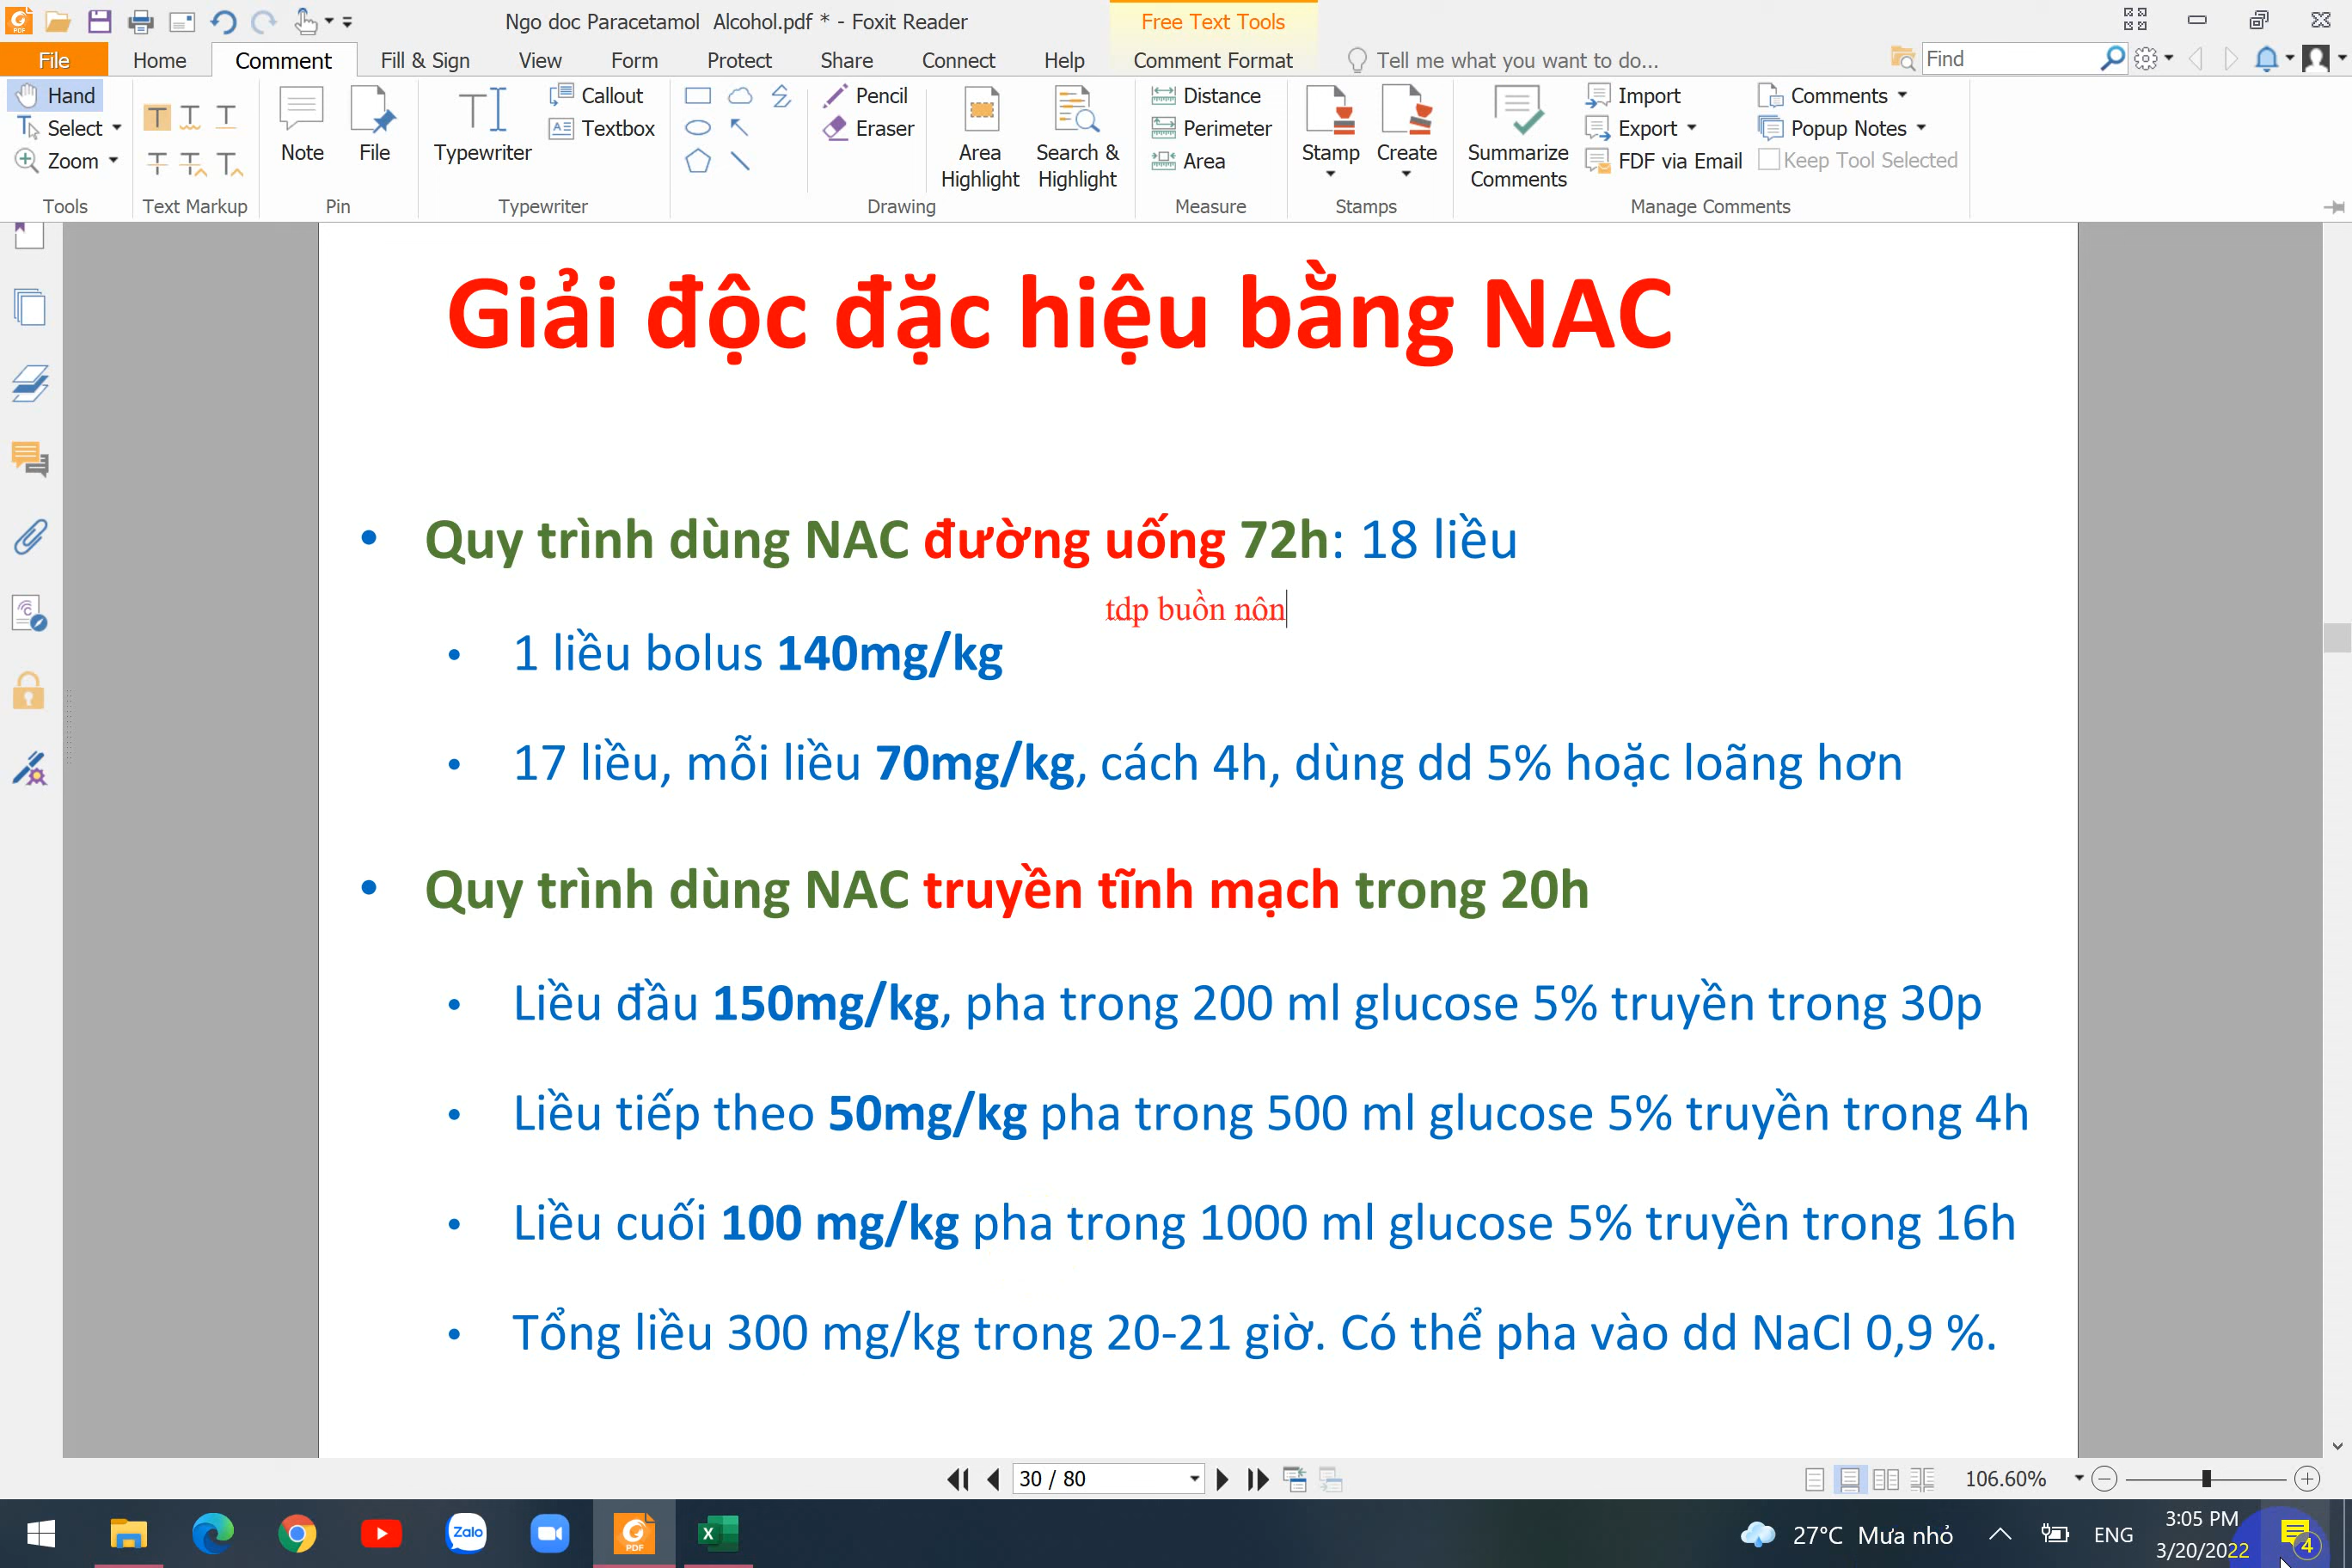 Ngo doc Paracetamol  Alcohol.pdf * - Foxit Reader
Free Text Tools
File Home Comment Fill & Sign View Form Protect Share Connect Help Comment Format Tell me what you want to do... Find
Hand
Select
Zoom
Tools
Text Markup
Note
File
Pin
Typewriter
Callout
Textbox
Typewriter
Pencil
Eraser
Area Highlight
Search & Highlight
Drawing
Distance
Perimeter
Area
Measure
Stamp
Create
Stamps
Summarize Comments
Import
Export
FDF via Email
Comments
Popup Notes
Keep Tool Selected
Manage Comments
Giải độc đặc hiệu bằng NAC
• Quy trình dùng NAC đường uống 72h: 18 liều
tdp buồn nôn
• 1 liều bolus 140mg/kg
• 17 liều, mỗi liều 70mg/kg, cách 4h, dùng dd 5% hoặc loãng hơn
• Quy trình dùng NAC truyền tĩnh mạch trong 20h
• Liều đầu 150mg/kg, pha trong 200 ml glucose 5% truyền trong 30p
• Liều tiếp theo 50mg/kg pha trong 500 ml glucose 5% truyền trong 4h
• Liều cuối 100 mg/kg pha trong 1000 ml glucose 5% truyền trong 16h
• Tổng liều 300 mg/kg trong 20-21 giờ. Có thể pha vào dd NaCl 0,9 %.
30 / 80
106.60%
Zalo
PDF
27°C Mưa nhỏ
ENG
3:05 PM
3/20/2022
4